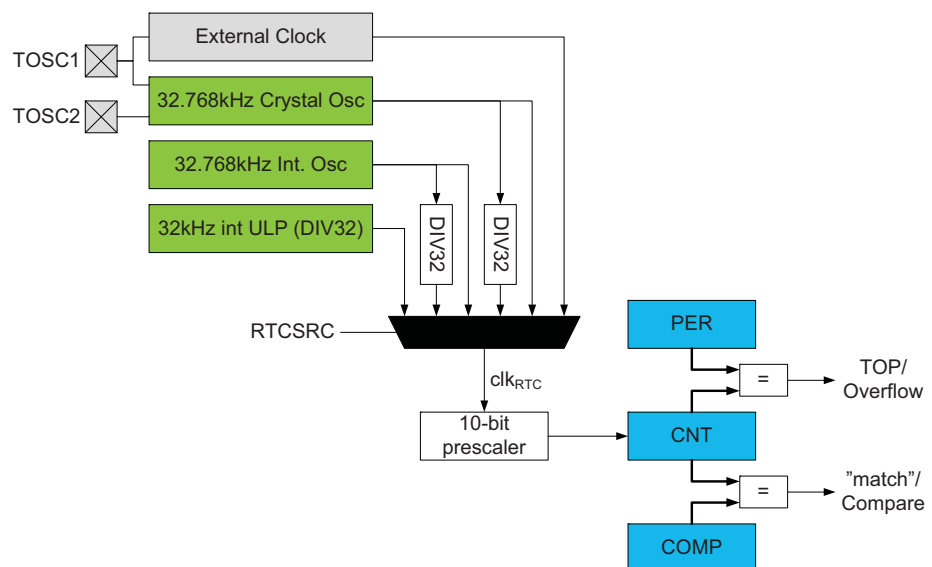 External Clock
TOSC1
32.768kHz Crystal Osc
TOSC2
32.768kHz Int. Osc
32kHz int ULP (DIV32)
DIV32
DIV32
RTCSRC
PER
clkRTC
=
TOP/
Overflow
10-bit
prescaler
CNT
=
”match”/
Compare
COMP